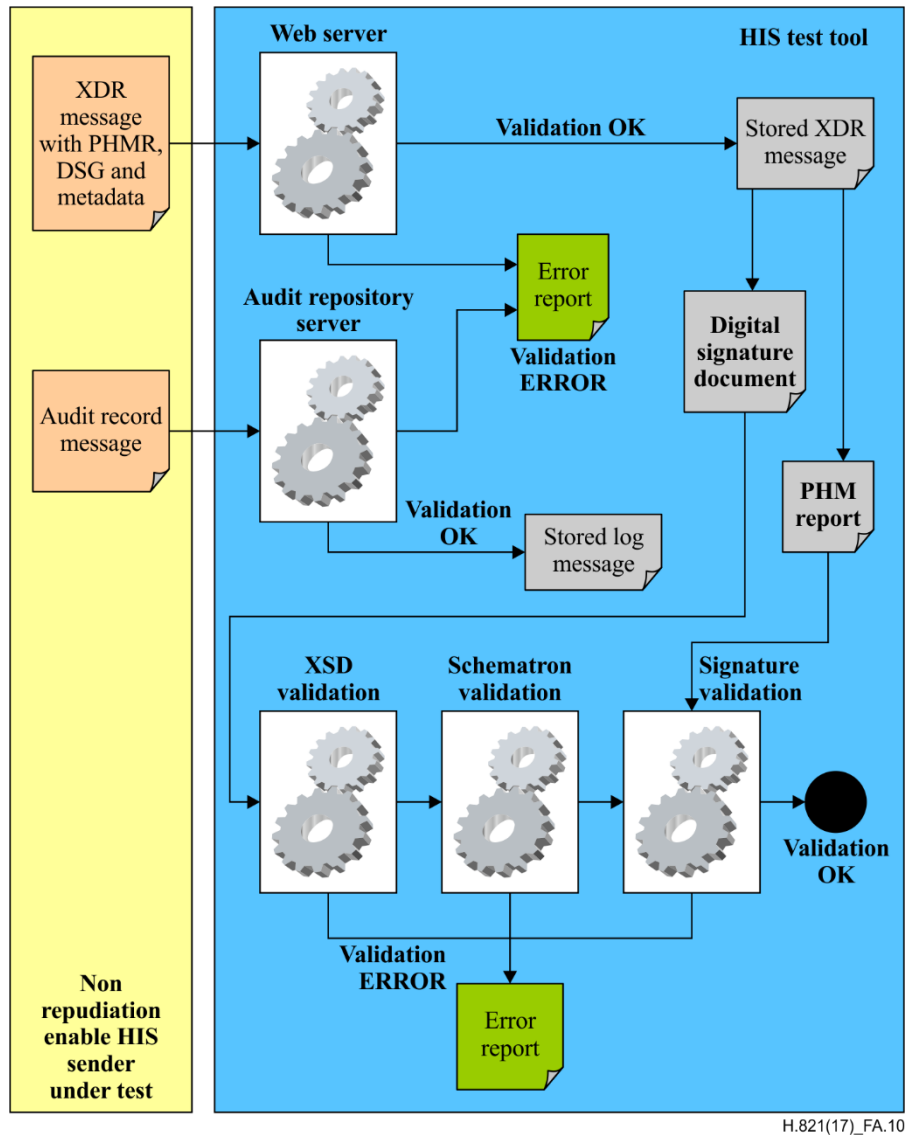 Web server
HIS test tool
XDR
message
with PHMR,
DSG and
metadata
Validation OK
Stored XDR
message
Error
report
Validation
ERROR
Audit repository
server
Digital
signature
document
Audit record
message
PHM
report
Validation
OK
Stored log
message
XSD
validation
Schematron
validation
Signature
validation
Validation
OK
Validation
ERROR
Error
report
Non
repudiation
enable HIS
sender
under test
H.821(17)_FA.10